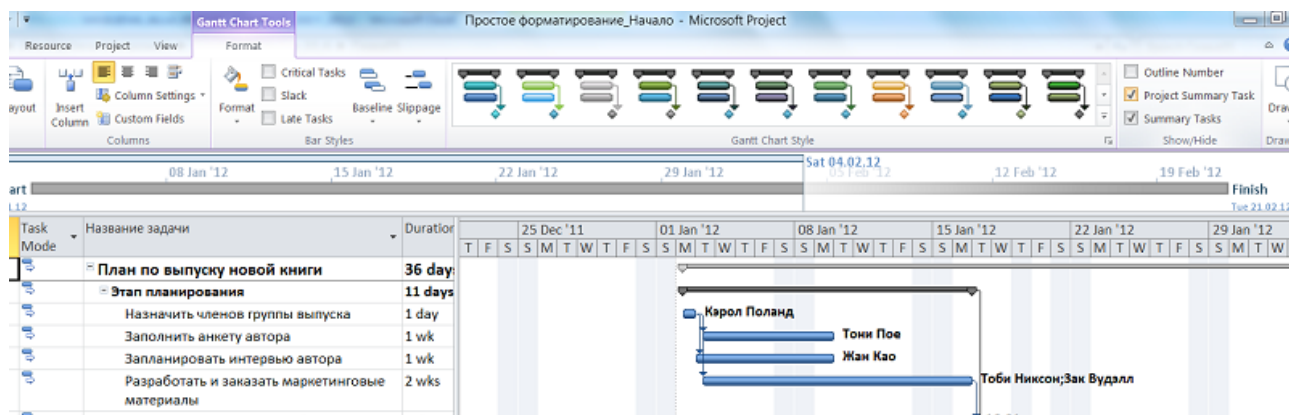 Gantt Chart Tools
Простое форматирование_Начало - Microsoft Project
Resource Project View Format
Critical Tasks
Outline Number
Column Settings
Slack
Project Summary Task
Insert Column
Format
Baseline Slippage
Custom Fields
Late Tasks
Summary Tasks
Columns
Bar Styles
Gantt Chart Style
Show/Hide
Sat 04.02.12
08 Jan '12 15 Jan '12 22 Jan '12 29 Jan '12 05 Feb '12 12 Feb '12 19 Feb '12
Finish
Tue 21.02.12
Task Mode
Название задачи
Duration
25 Dec '11 01 Jan '12 08 Jan '12 15 Jan '12 22 Jan '12 29 Jan '12
T F S S M T W T F S S M T W T F S S M T W T F S S M T W T F S S M T W T F S S M T W
План по выпуску новой книги 36 days
Этап планирования 11 days
Назначить членов группы выпуска 1 day
Карол Поланд
Заполнить анкету автора 1 wk
Тони Пое
Запланировать интервью автора 1 wk
Жан Као
Разработать и заказать маркетинговые 2 wks
материалы
Тоби Никсон;Зак Вудэлл